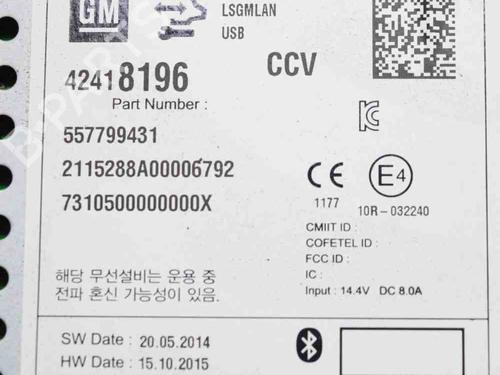 GM
LSGMLAN
USB
CCV
42418196
Part Number :
557799431
2115288A00006792
7310500000000X
CE
1177
E4
10R-032240
CMIIT ID :
COFETEL ID :
FCC ID :
IC :
Input : 14.4V DC 8.0A
해당 무선설비는 운용 중
전파 혼신 가능성이 있음.
SW Date : 20.05.2014
HW Date : 15.10.2015
B-PARTS